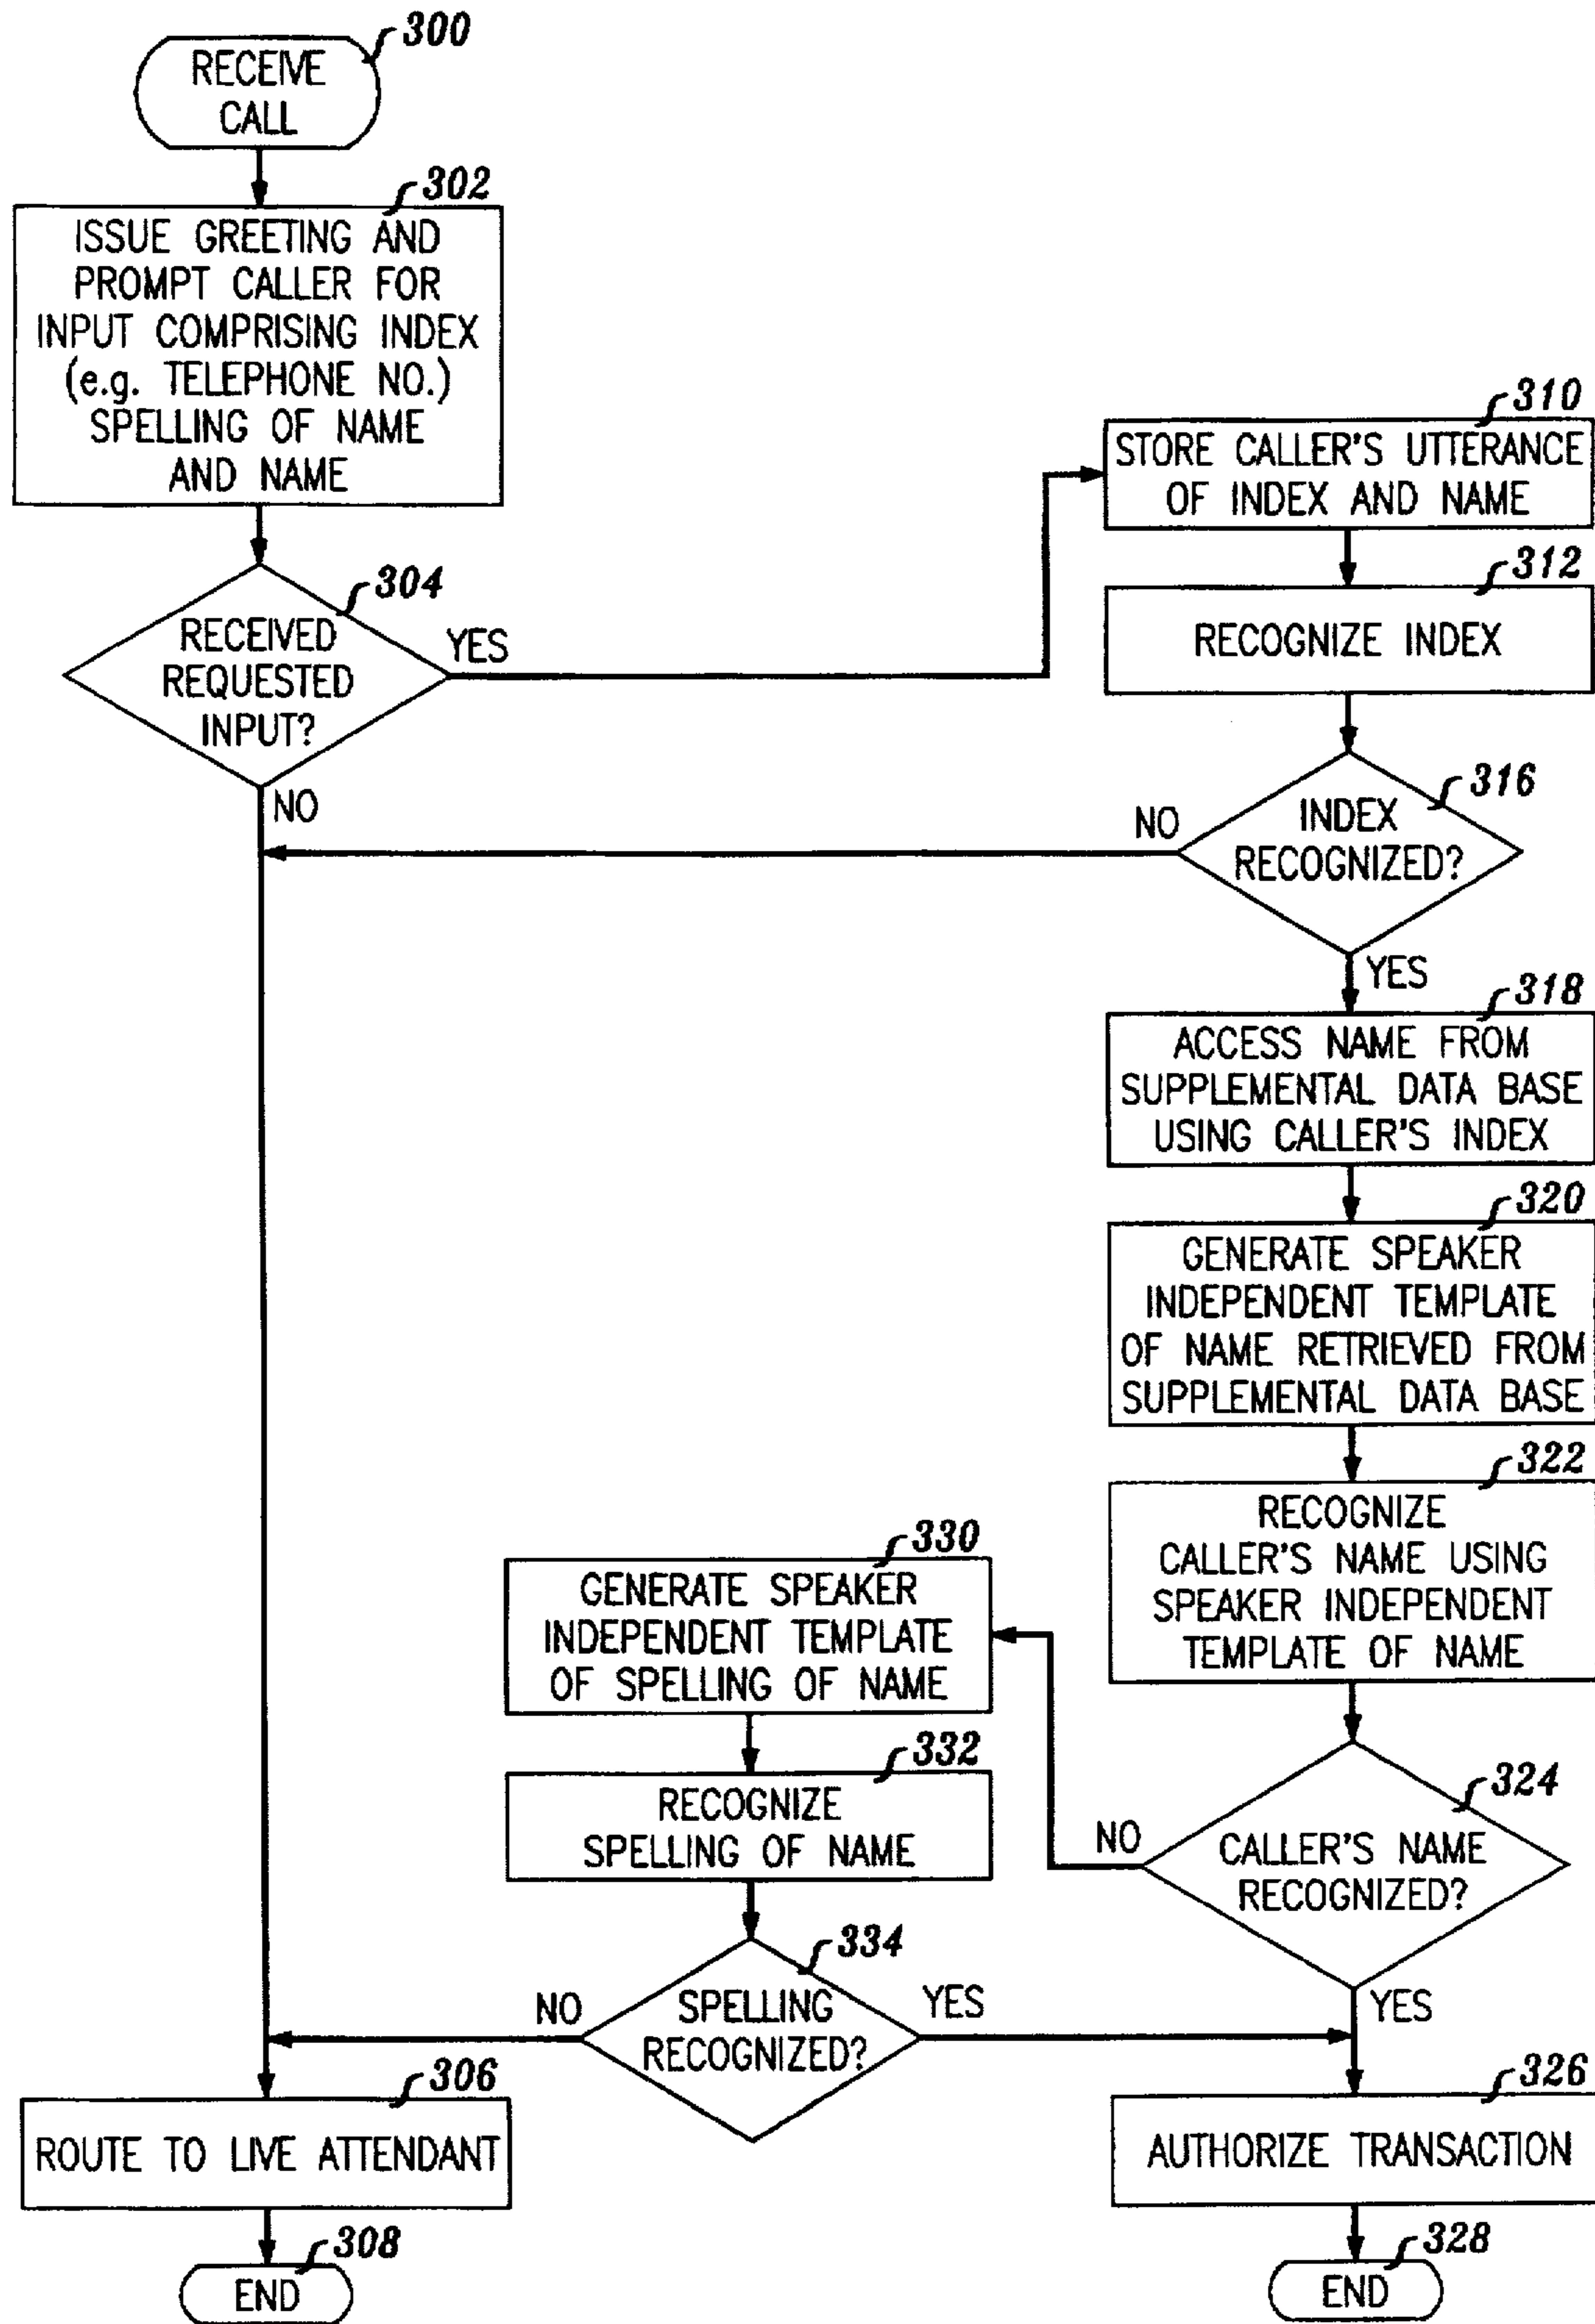 300
RECEIVE
CALL
302
ISSUE GREETING AND
PROMPT CALLER FOR
INPUT COMPRISING INDEX
(e.g. TELEPHONE NO.)
SPELLING OF NAME
AND NAME
304
RECEIVED
REQUESTED
INPUT?
YES
NO
310
STORE CALLER'S UTTERANCE
OF INDEX AND NAME
312
RECOGNIZE INDEX
316
INDEX
RECOGNIZED?
NO
YES
318
ACCESS NAME FROM
SUPPLEMENTAL DATA BASE
USING CALLER'S INDEX
320
GENERATE SPEAKER
INDEPENDENT TEMPLATE
OF NAME RETRIEVED FROM
SUPPLEMENTAL DATA BASE
322
RECOGNIZE
CALLER'S NAME USING
SPEAKER INDEPENDENT
TEMPLATE OF NAME
324
CALLER'S NAME
RECOGNIZED?
NO
YES
330
GENERATE SPEAKER
INDEPENDENT TEMPLATE
OF SPELLING OF NAME
332
RECOGNIZE
SPELLING OF NAME
334
SPELLING
RECOGNIZED?
NO
YES
306
ROUTE TO LIVE ATTENDANT
308
END
326
AUTHORIZE TRANSACTION
328
END